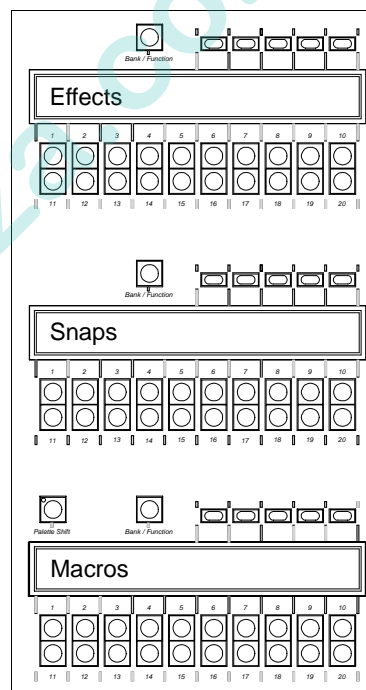 Bank / Function
Effects
1 2 3 4 5 6 7 8 9 10
11 12 13 14 15 16 17 18 19 20
Bank / Function
Snaps
1 2 3 4 5 6 7 8 9 10
11 12 13 14 15 16 17 18 19 20
Palette Shift Bank / Function
Macros
1 2 3 4 5 6 7 8 9 10
11 12 13 14 15 16 17 18 19 20